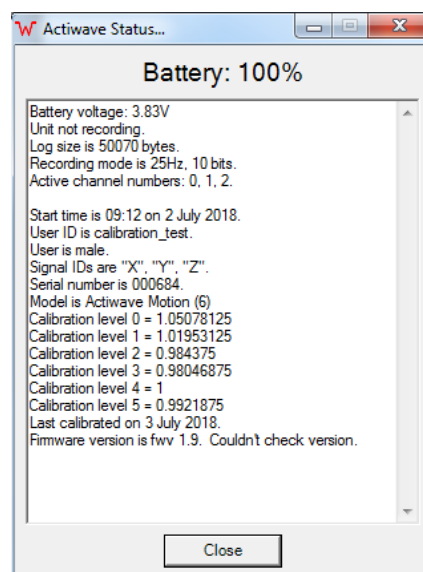 Actiwave Status...
Battery: 100%
Battery voltage: 3.83V
Unit not recording.
Log size is 50070 bytes.
Recording mode is 25Hz, 10 bits.
Active channel numbers: 0, 1, 2.
Start time is 09:12 on 2 July 2018.
User ID is calibration_test.
User is male.
Signal IDs are "X", "Y", "Z".
Serial number is 000684.
Model is Actiwave Motion (6)
Calibration level 0 = 1.05078125
Calibration level 1 = 1.01953125
Calibration level 2 = 0.984375
Calibration level 3 = 0.98046875
Calibration level 4 = 1
Calibration level 5 = 0.9921875
Last calibrated on 3 July 2018.
Firmware version is fwv 1.9.  Couldn't check version.
Close